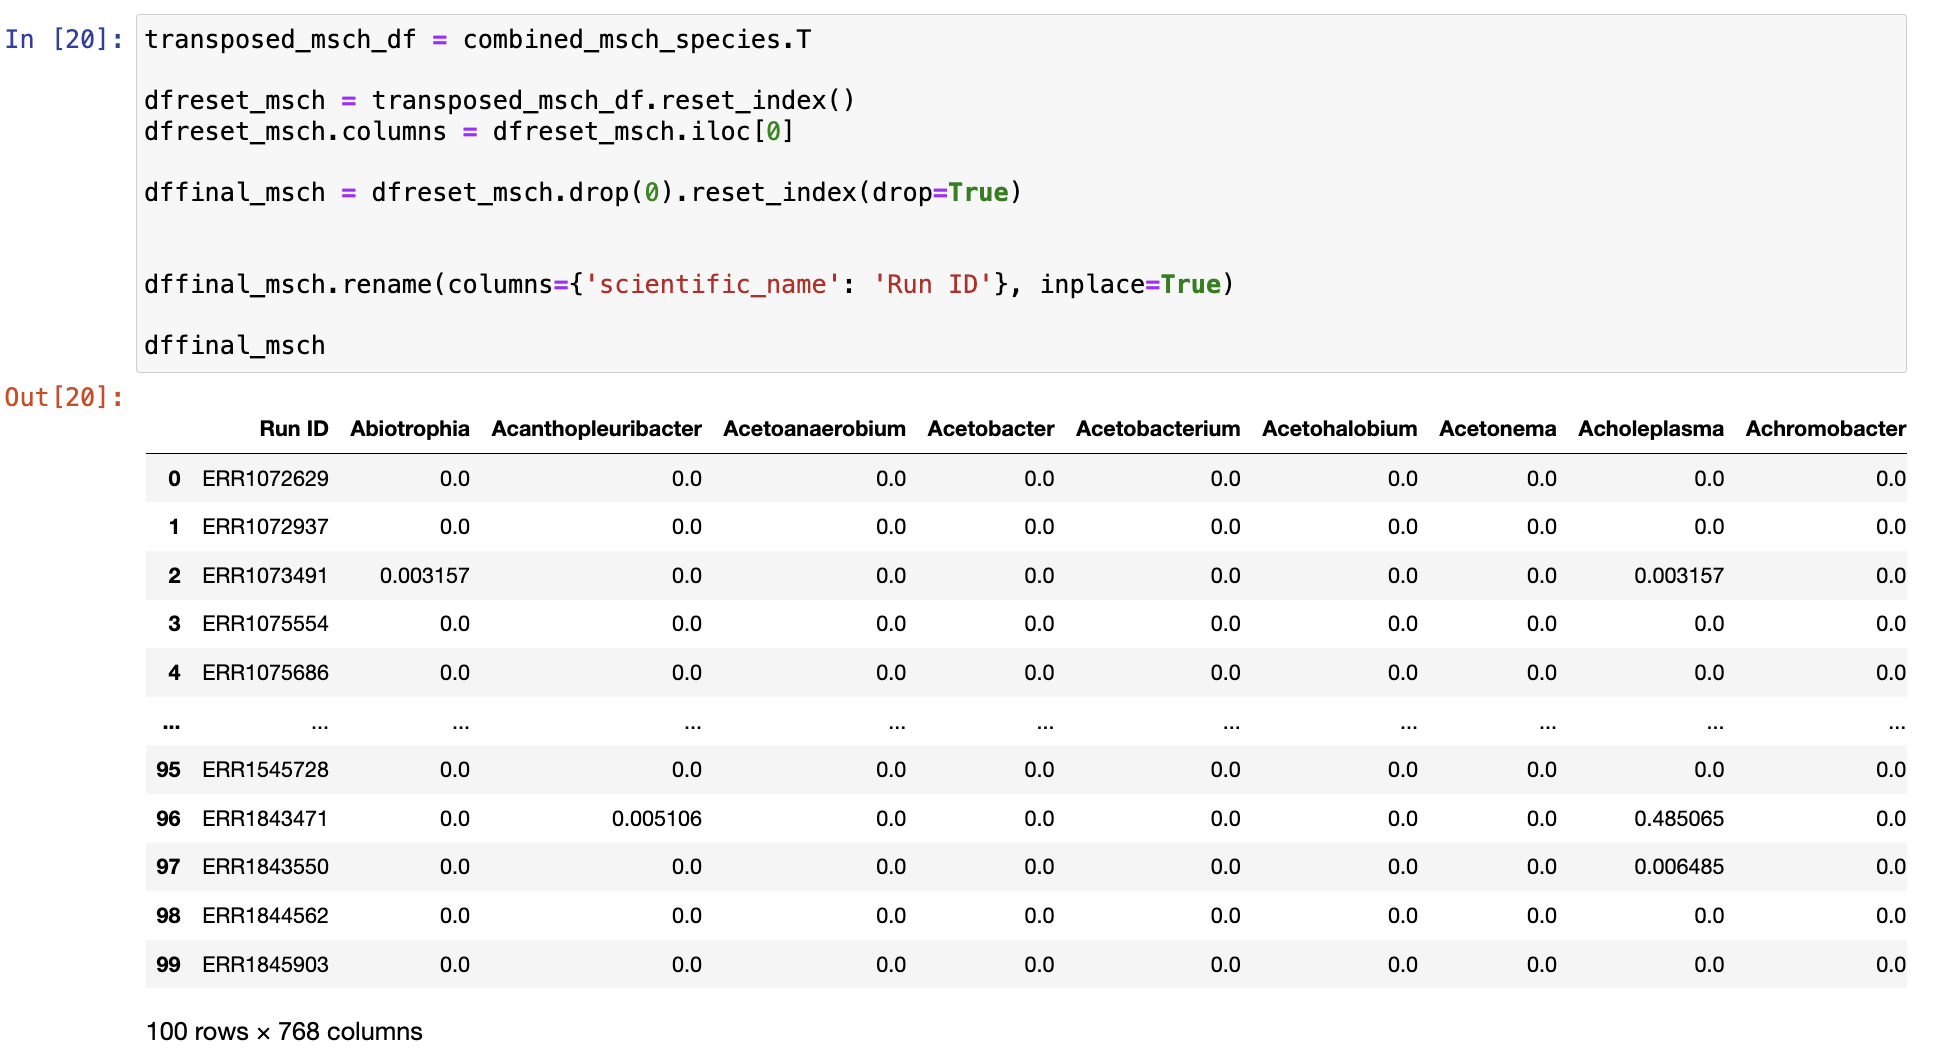 In [20]: transposed_msch_df = combined_msch_species.T
dfreset_msch = transposed_msch_df.reset_index()
dfreset_msch.columns = dfreset_msch.iloc[0]
dffinal_msch = dfreset_msch.drop(0).reset_index(drop=True)
dffinal_msch.rename(columns={'scientific_name': 'Run ID'}, inplace=True)
dffinal_msch
Out[20]:
Run ID Abiotrophia Acanthopleuribacter Acetoanaerobium Acetobacter Acetobacterium Acetohalobium Acetonema Acholeplasma Achromobacter
0 ERR1072629 0.0 0.0 0.0 0.0 0.0 0.0 0.0 0.0 0.0
1 ERR1072937 0.0 0.0 0.0 0.0 0.0 0.0 0.0 0.0 0.0
2 ERR1073491 0.003157 0.0 0.0 0.0 0.0 0.0 0.0 0.003157 0.0
3 ERR1075554 0.0 0.0 0.0 0.0 0.0 0.0 0.0 0.0 0.0
4 ERR1075686 0.0 0.0 0.0 0.0 0.0 0.0 0.0 0.0 0.0
... ... ... ... ... ... ... ... ... ... ...
95 ERR1545728 0.0 0.0 0.0 0.0 0.0 0.0 0.0 0.0 0.0
96 ERR1843471 0.0 0.005106 0.0 0.0 0.0 0.0 0.0 0.485065 0.0
97 ERR1843550 0.0 0.0 0.0 0.0 0.0 0.0 0.0 0.006485 0.0
98 ERR1844562 0.0 0.0 0.0 0.0 0.0 0.0 0.0 0.0 0.0
99 ERR1845903 0.0 0.0 0.0 0.0 0.0 0.0 0.0 0.0 0.0
100 rows × 768 columns